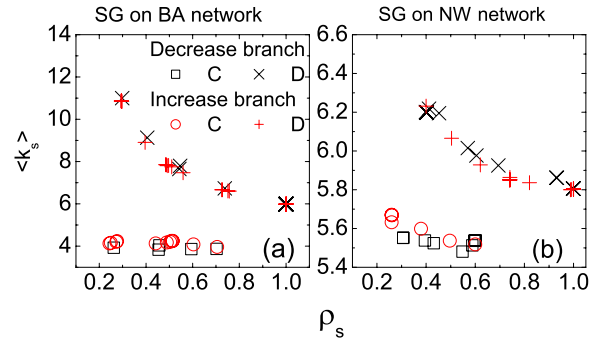 SG on BA network
SG on NW network
14
12
10
8
6
4
<k_s>
Decrease branch
C
D
Increase branch
C
D
(a)
0.2 0.4 0.6 0.8 1.0
6.6
6.4
6.2
6.0
5.8
5.6
5.4
(b)
0.2 0.4 0.6 0.8 1.0
ρ_s